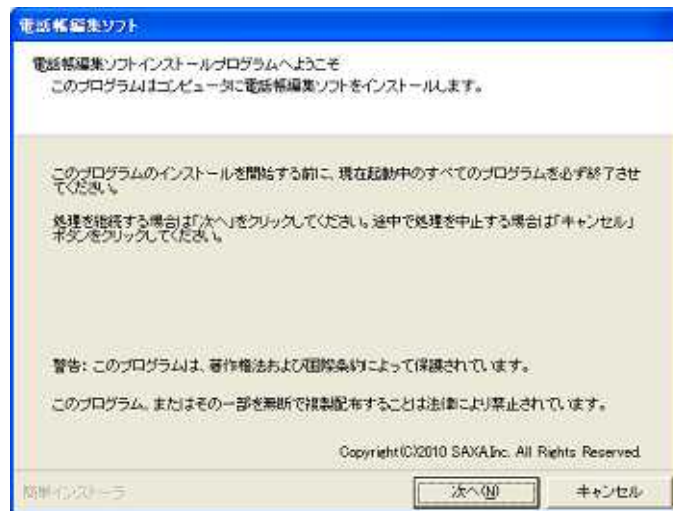 電話帳編集ソフト
電話帳編集ソフトインストールプログラムへようこそ
このプログラムはコンピュータに電話帳編集ソフトをインストールします。
このプログラムのインストールを開始する前に、現在起動中のすべてのプログラムを必ず終了させ
てください。
処理を継続する場合は「次へ」をクリックしてください。途中で処理を中止する場合は「キャンセル」
ボタンをクリックしてください。
警告: このプログラムは、著作権法および国際条約によって保護されています。
このプログラム、またはその一部を無断で複製配布することは法律により禁止されています。
Copyright(C)2010 SAXA,Inc. All Rights Reserved.
簡単インストーラ
次へ(N)
キャンセル